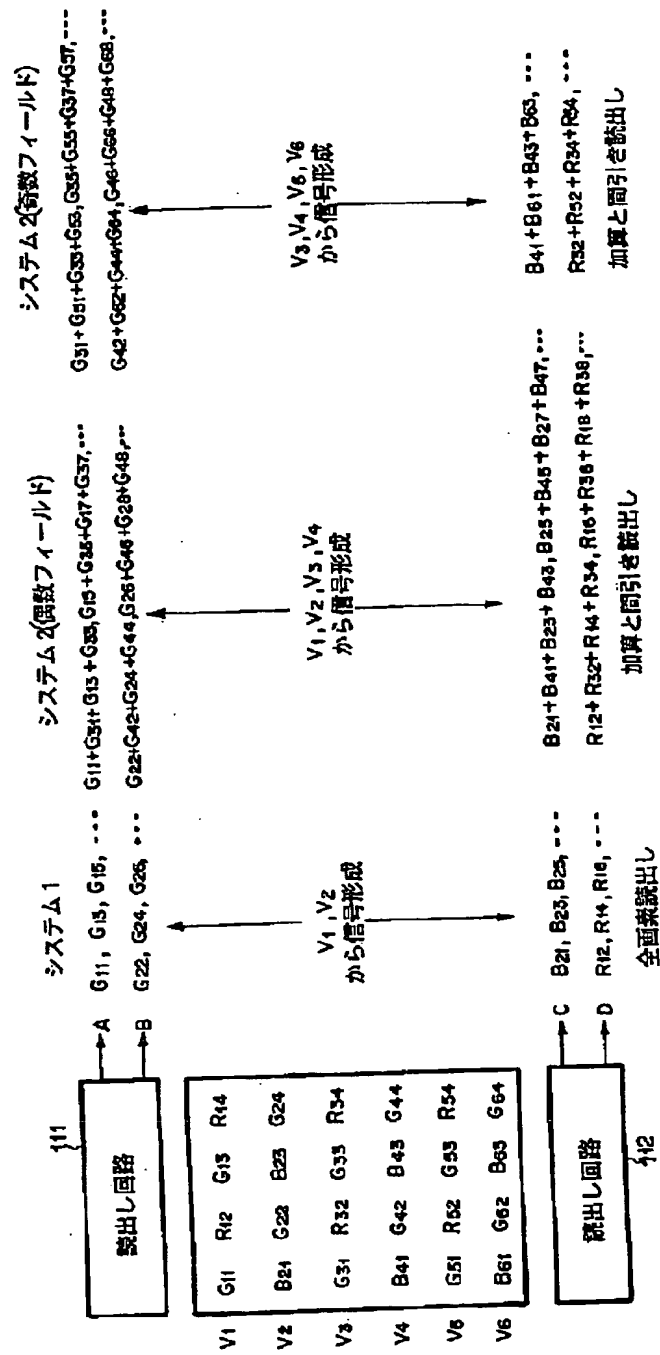 システム1
システム2(偶数フィールド)
システム2(奇数フィールド)
111
読出し回路
A G11, G13, G15, ---
G11+G31+G13+G33, G15+G35+G17+G37, ---
G31+G51+G33+G53, G35+G55+G37+G57, ---
B G22, G24, G26, ---
G22+G42+G24+G44, G26+G46+G28+G48, ---
G42+G62+G44+G64, G46+G66+G48+G68, ---
V1 G11 R12 G13 R14
V2 B21 G22 B23 G24
V3 G31 R32 G33 R34
V4 B41 G42 B43 G44
V5 G51 R52 G53 R54
V6 B61 G62 B63 G64
V1, V2
から信号形成
V1, V2, V3, V4
から信号形成
V3, V4, V5, V6
から信号形成
読出し回路
112
C B21, B23, B25, ---
B21+B41+B23+B43, B25+B45+B27+B47, ---
B41+B61+B43+B63, ---
D R12, R14, R16, ---
R12+R32+R14+R34, R16+R36+R18+R38, ---
R32+R52+R34+R54, ---
全画素読出し
加算と間引き読出し
加算と間引き読出し